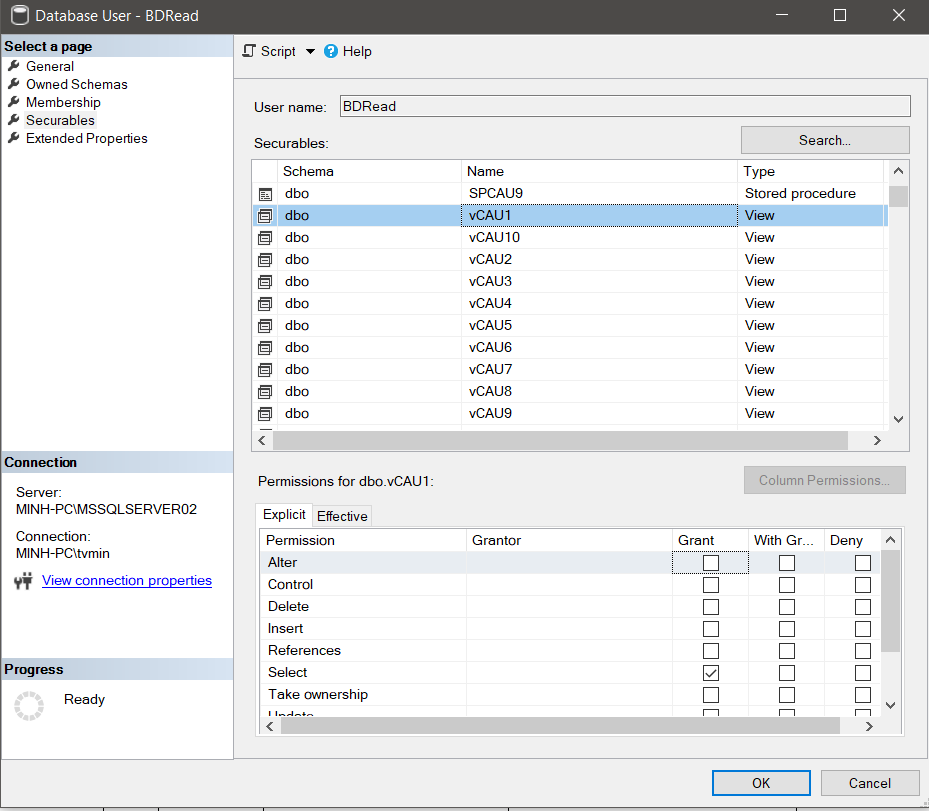 Database User - BDRead
Select a page
General
Owned Schemas
Membership
Securables
Extended Properties
Script
Help
User name: BDRead
Securables:
Search...
Schema Name Type
dbo SPCAU9 Stored procedure
dbo vCAU1 View
dbo vCAU10 View
dbo vCAU2 View
dbo vCAU3 View
dbo vCAU4 View
dbo vCAU5 View
dbo vCAU6 View
dbo vCAU7 View
dbo vCAU8 View
dbo vCAU9 View
Connection
Server:
MINH-PC\MSSQLSERVER02
Connection:
MINH-PC\tvmin
View connection properties
Progress
Ready
Permissions for dbo.vCAU1:
Column Permissions...
Explicit Effective
Permission Grantor Grant With Gr... Deny
Alter
Control
Delete
Insert
References
Select
Take ownership
Update
OK Cancel